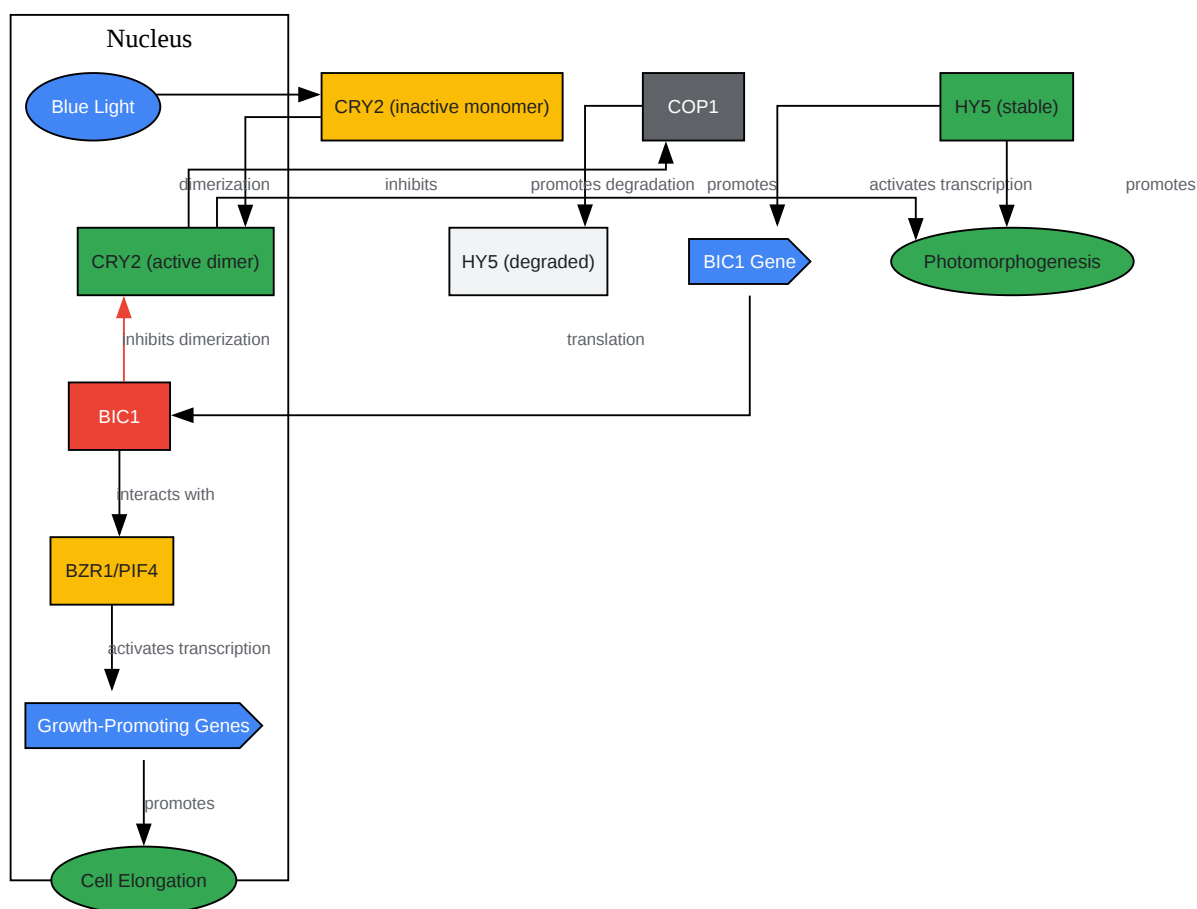 Nucleus
Blue Light
CRY2 (inactive monomer)
COP1
HY5 (stable)
dimerization
inhibits
promotes degradation
promotes
activates transcription
promotes
CRY2 (active dimer)
HY5 (degraded)
BIC1 Gene
Photomorphogenesis
inhibits dimerization
translation
BIC1
interacts with
BZR1/PIF4
activates transcription
Growth-Promoting Genes
promotes
Cell Elongation